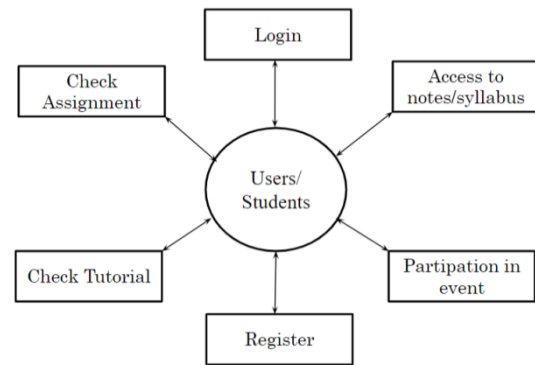 Login
Check
Assignment
Access to
notes/syllabus
Users/
Students
Check Tutorial
Partipation in
event
Register